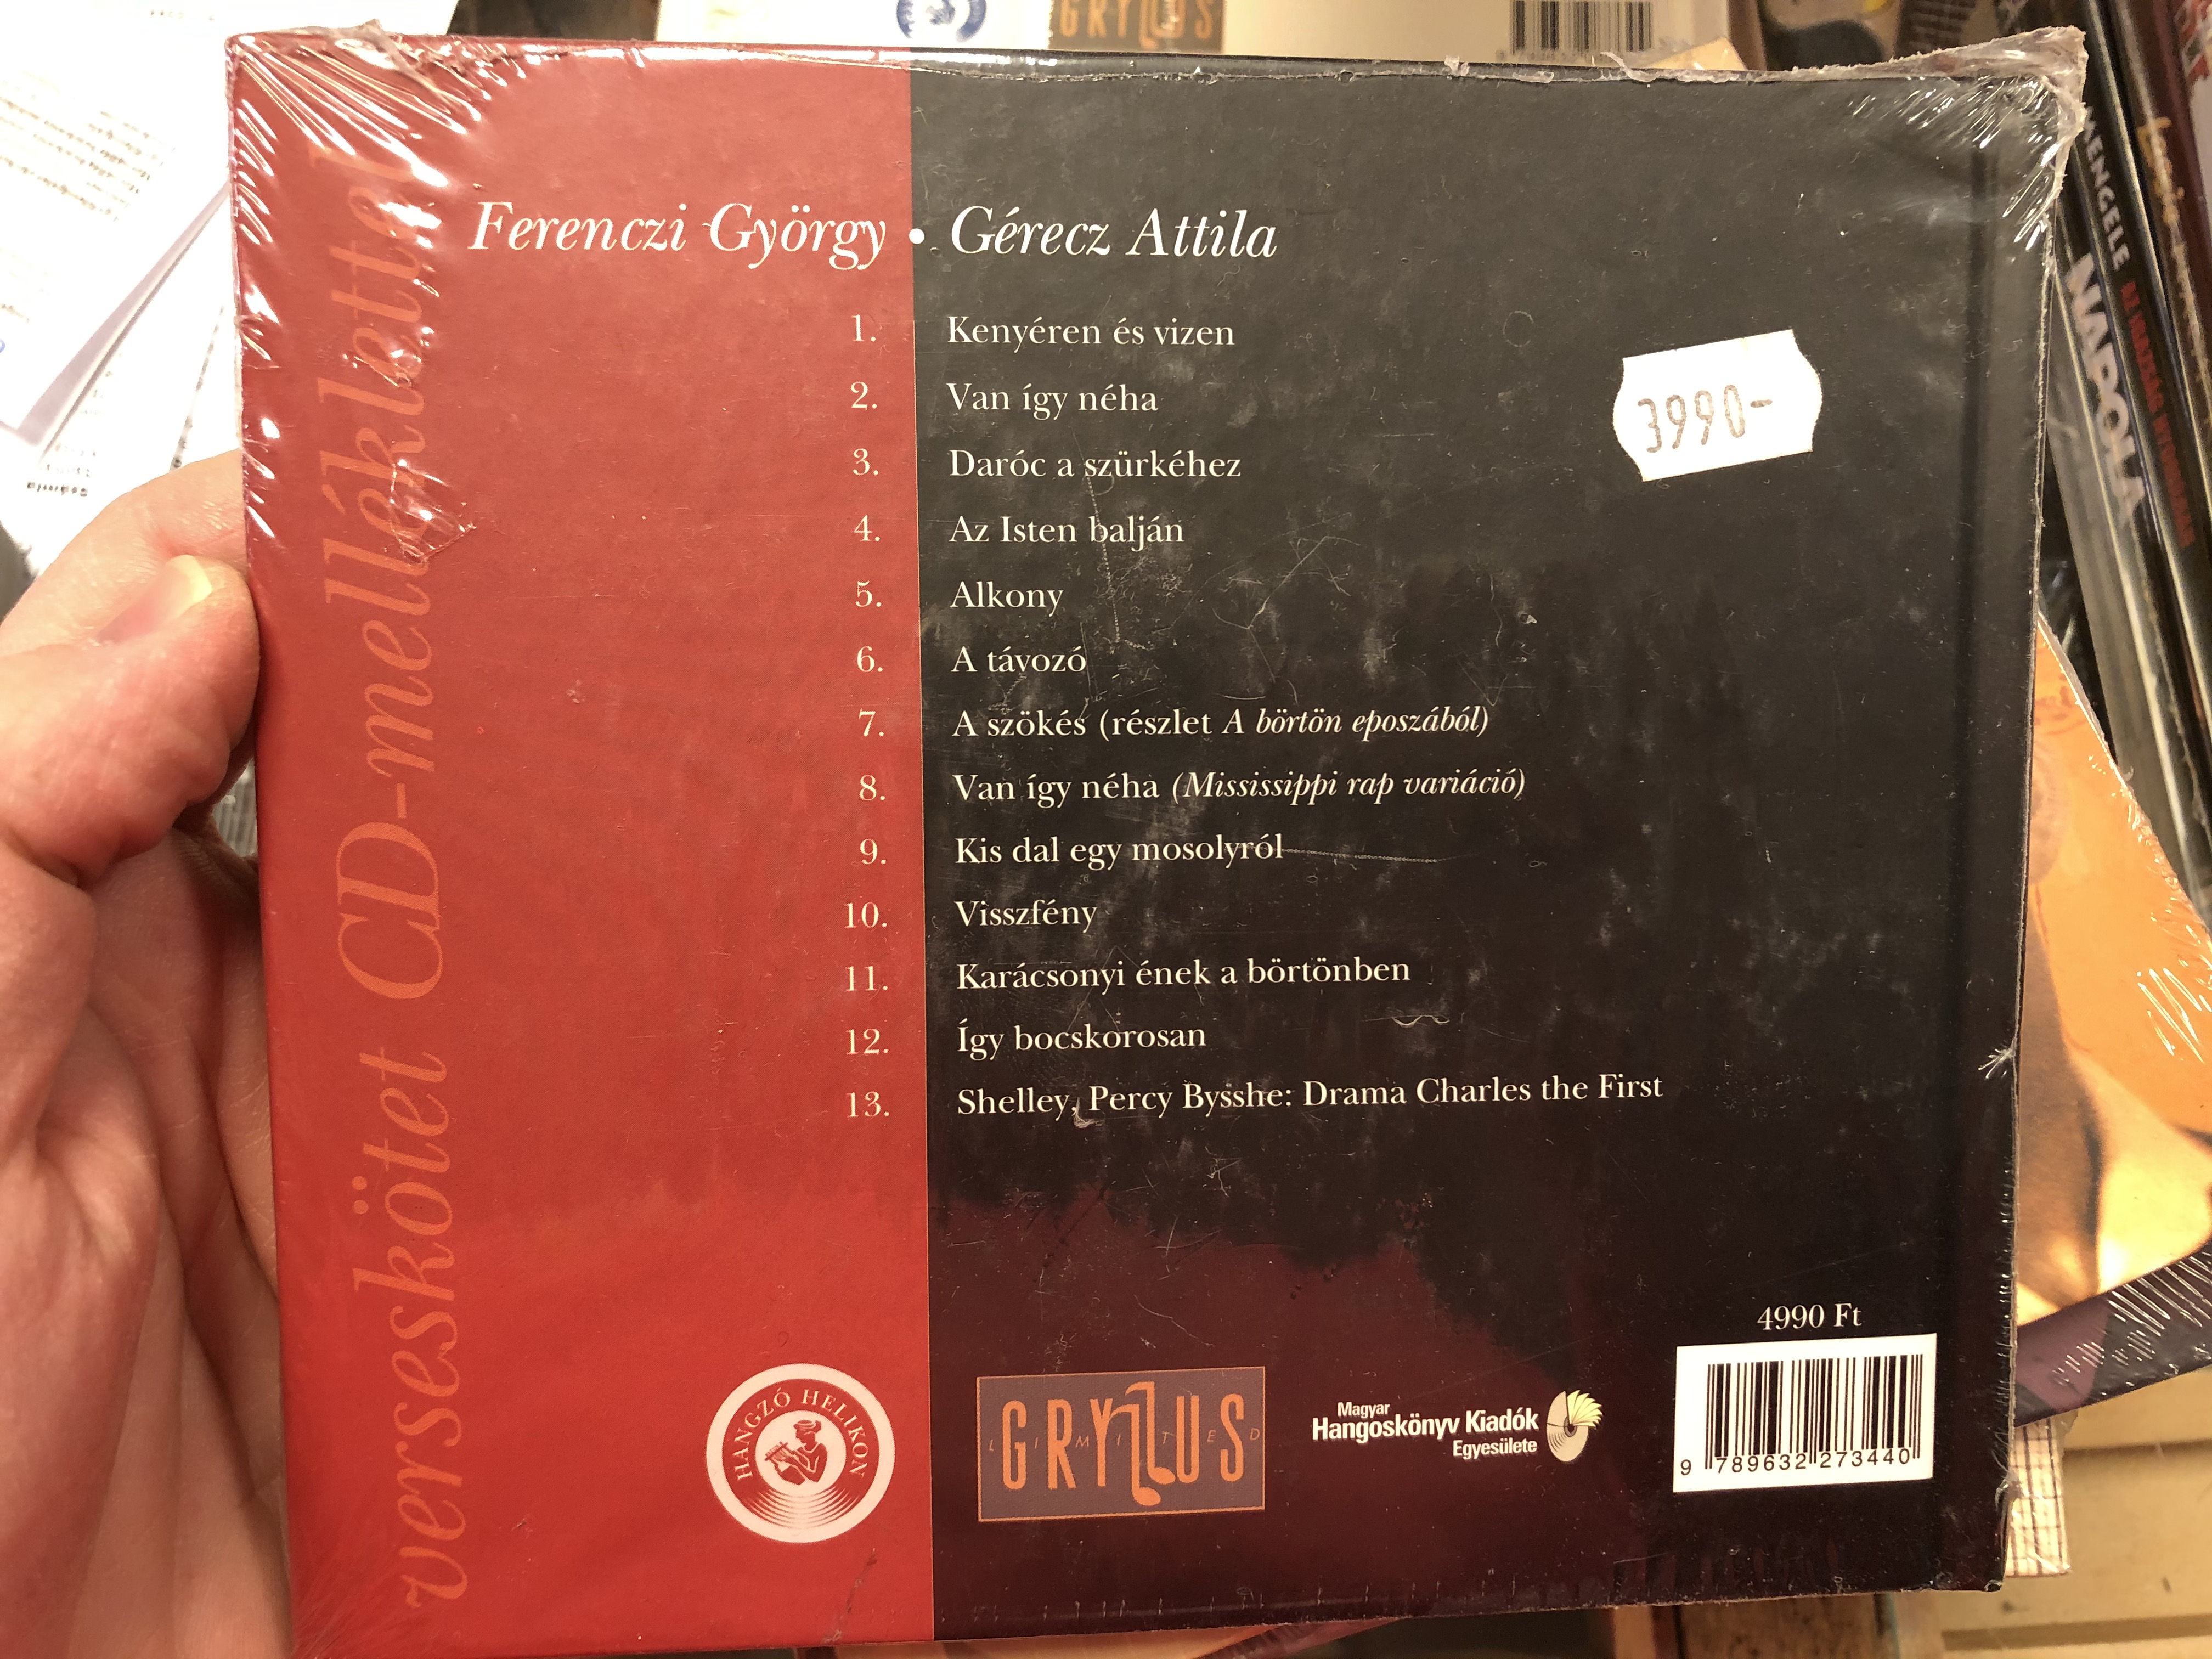 GRYLLUS
Ferenczi György • Gérecz Attila
1. Kenyéren és vizen
2. Van így néha
3. Daróc a szürkéhez
4. Az Isten balján
5. Alkony
6. A távozó
7. A szökés (részlet A börtön eposzából)
8. Van így néha (Mississippi rap variáció)
9. Kis dal egy mosolyról
10. Visszfény
11. Karácsonyi ének a börtönben
12. Így bocskorosan
13. Shelley, Percy Bysshe: Drama Charles the First
3990-
verseskötet CD-melléklettel
HANGZÓ HELIKON
GRYLLUS
LIMITED
Magyar
Hangoskönyv Kiadók
Egyesülete
4990 Ft
9 789632 273440
MENGELE
NAPOLA